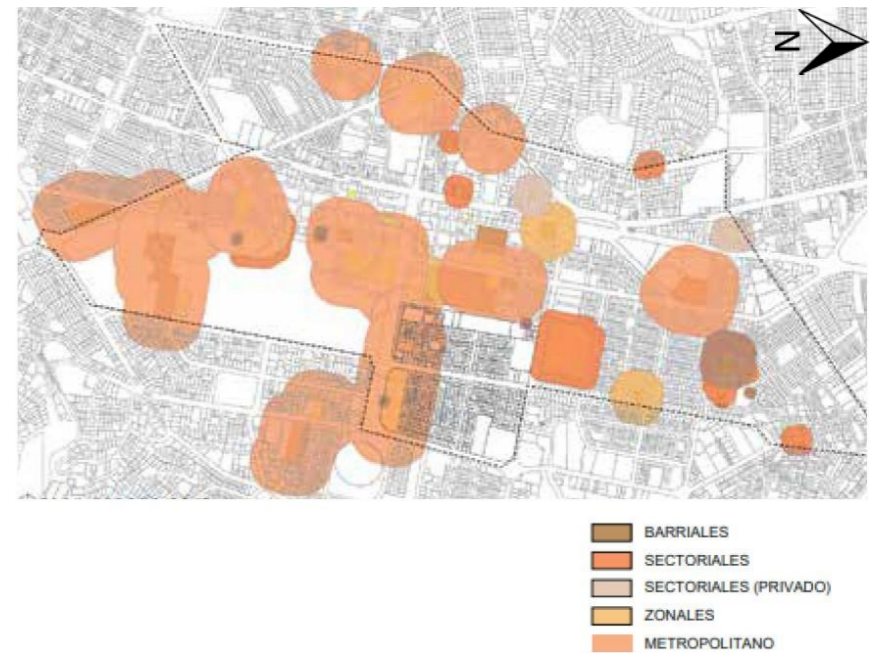 N
BARRIALES
SECTORIALES
SECTORIALES (PRIVADO)
ZONALES
METROPOLITANO